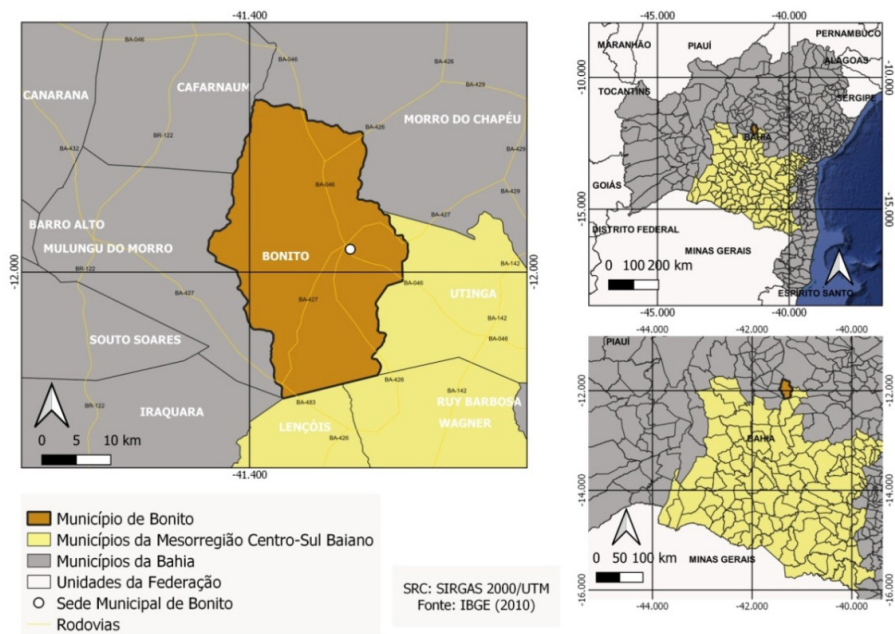 -41.400
BA-046
BA-426
BA-046
BA-429
CAFARNAUM
CANARANA
MORRO DO CHAPÉU
BA-426
BR-122
BA-432
BA-429
BA-046
BA-429
BARRO ALTO
BA-427
MULUNGU DO MORRO
BONITO
-12.000
-12.000
BR-122
BA-142
BA-046
BA-427
BA-427
UTINGA
BA-142
SOUTO SOARES
BA-046
BA-426
BA-142
BR-122
IRAQUARA
BA-483
RUY BARBOSA
LENÇÓIS
WAGNER
BA-426
0 5 10 km
-41.400
Município de Bonito
Municípios da Mesorregião Centro-Sul Baiano
Municípios da Bahia
Unidades da Federação
Sede Municipal de Bonito
Rodovias
SRC: SIRGAS 2000/UTM
Fonte: IBGE (2010)
-45.000 -40.000
PERNAMBUCO
MARANHÃO
PIAUÍ
ALAGOAS
-10.000
-10.000
TOCANTINS
SERGIPE
BAHIA
GOIÁS
-15.000
-15.000
DISTRITO FEDERAL
MINAS GERAIS
0 100 200 km
ESPÍRITO SANTO
-45.000 -40.000
-44.000 -42.000 -40.000
PIAUÍ
-12.000
-12.000
BAHIA
-14.000
-14.000
MINAS GERAIS
0 50 100 km
-16.000
-16.000
-44.000 -42.000 -40.000